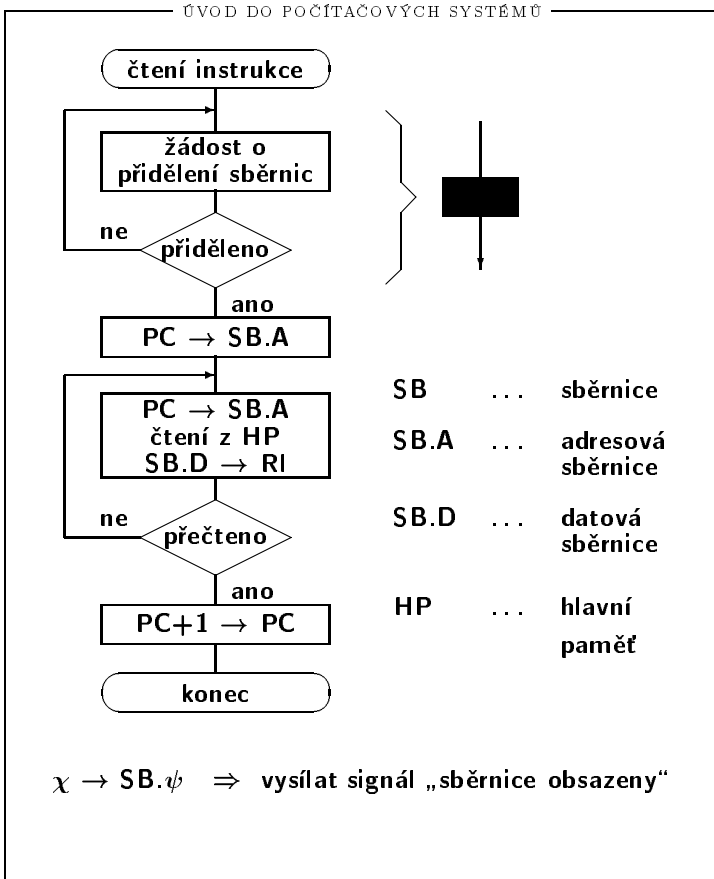 ÚVOD DO POČÍTAČOVÝCH SYSTÉMŮ
čtení instrukce
žádost o
přidělení sběrnic
ne
přiděleno
ano
PC → SB.A
PC → SB.A
čtení z HP
SB.D → RI
ne
přečteno
ano
PC+1 → PC
konec
SB ... sběrnice
SB.A ... adresová
sběrnice
SB.D ... datová
sběrnice
HP ... hlavní
paměť
χ → SB.ψ ⇒ vysílat signál „sběrnice obsazeny“